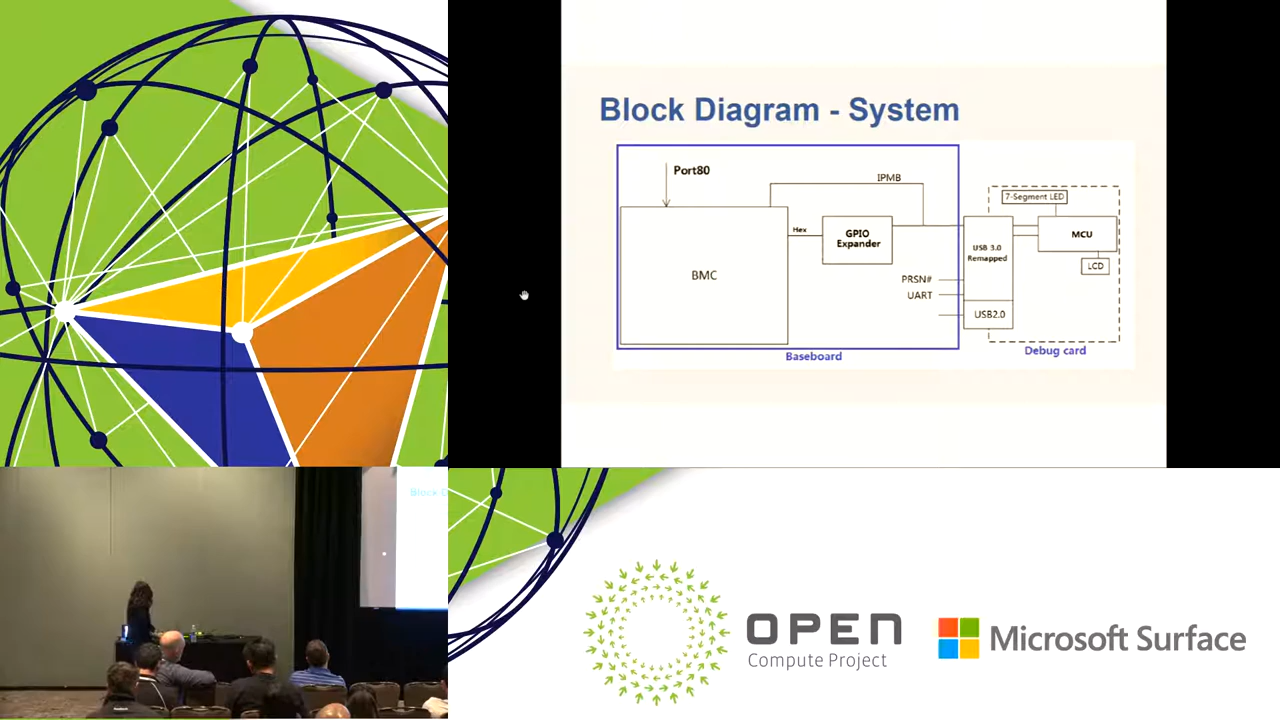 Block Diagram - System
Port80
IPMB
7-Segment LED
Hex
GPIO
Expander
MCU
USB 3.0
Remapped
BMC
LCD
PRSN#
UART
USB2.0
Baseboard
Debug card
Block D
OPEN
Compute Project
Microsoft Surface